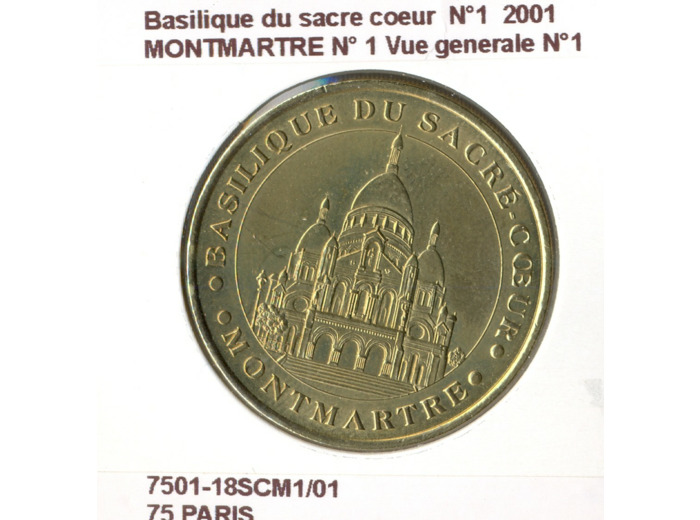 Basilique du sacre coeur N°1 2001
MONTMARTRE N° 1 Vue generale N°1
BASILIQUE DU SACRÉ-CŒUR
MONTMARTRE
7501-18SCM1/01
75 PARIS